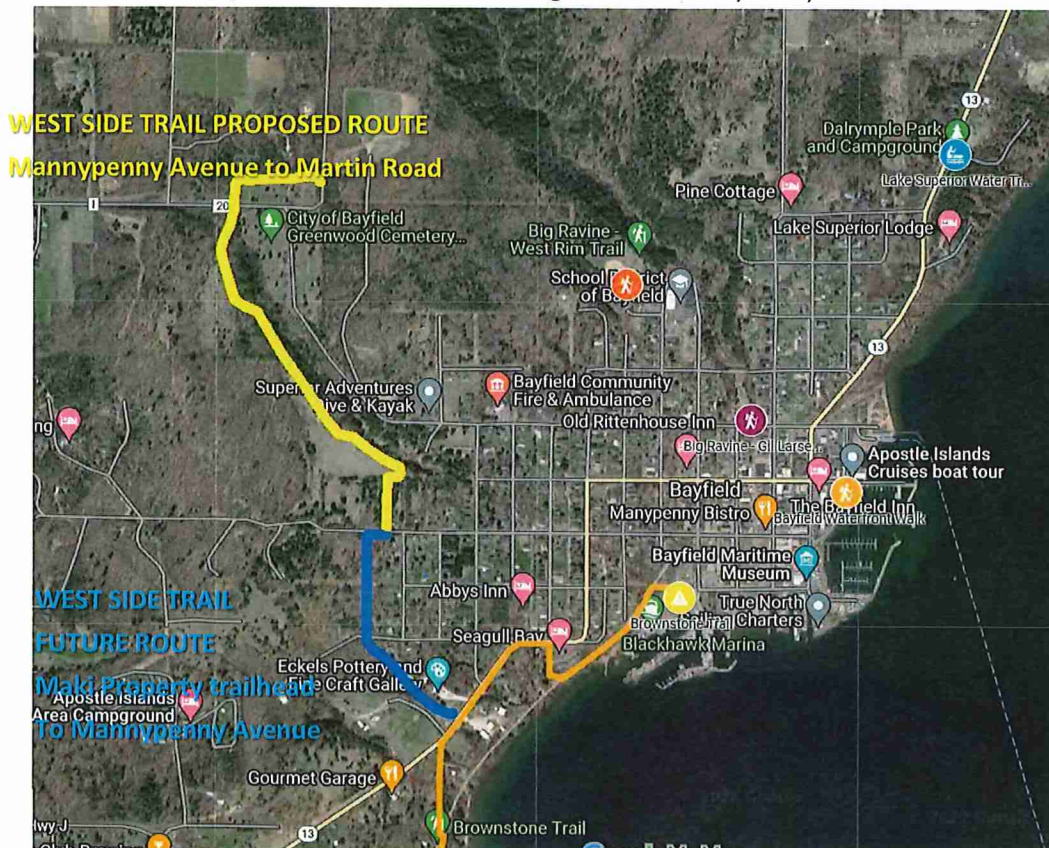 13
WEST SIDE TRAIL PROPOSED ROUTE
Mannypenny Avenue to Martin Road
Dalrymple Park
and Campground
Lake Superior Water Tr...
Pine Cottage
I
20
City of Bayfield
Greenwood Cemetery...
Big Ravine -
West Rim Trail
Lake Superior Lodge
School District
of Bayfield
13
Superior Adventures
Dive & Kayak
Bayfield Community
Fire & Ambulance
Old Rittenhouse Inn
ng
Big Ravine - Gil Larse...
Apostle Islands
Cruises boat tour
Bayfield
The Bayfield Inn
Manypenny Bistro
Bayfield Waterfront Walk
Bayfield Maritime
Museum
WEST SIDE TRAIL
FUTURE ROUTE
Maki Property trailhead
To Mannypenny Avenue
Abbys Inn
True North
Sailing Charters
Brownstone Trail
Seagull Bay
Blackhawk Marina
Eckels Pottery and
Fine Craft Gallery
Apostle Islands
Area Campground
Gourmet Garage
13
Brownstone Trail
Hwy J